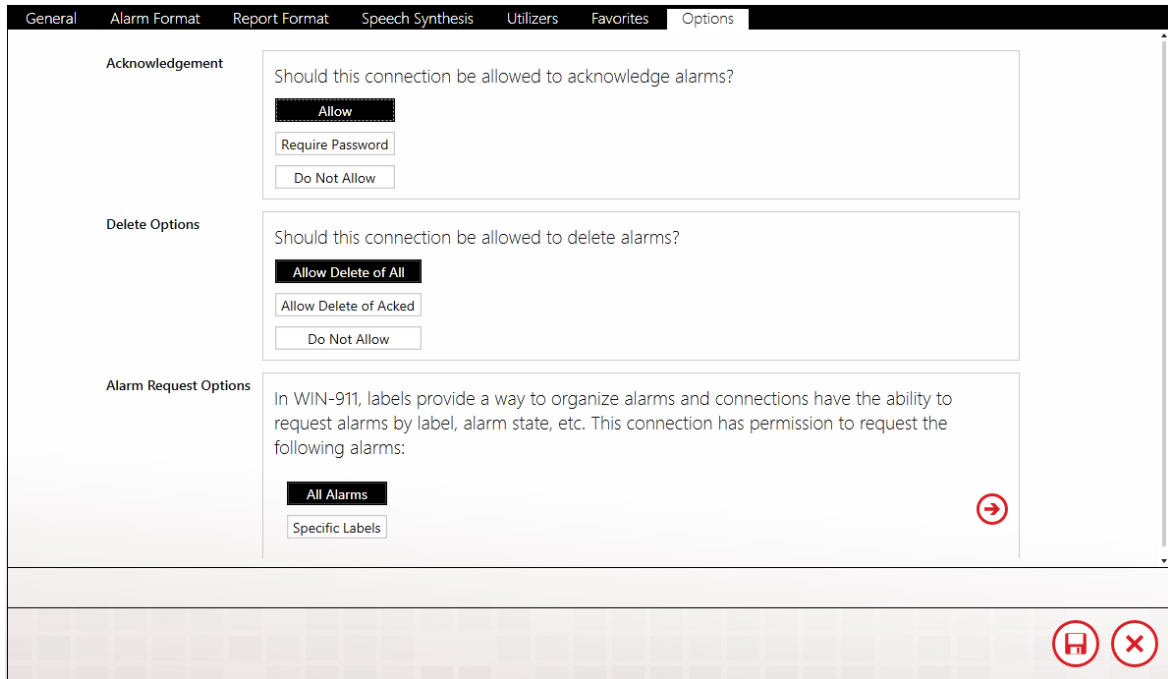 General Alarm Format Report Format Speech Synthesis Utilizers Favorites Options
Acknowledgement
Should this connection be allowed to acknowledge alarms?
Allow
Require Password
Do Not Allow
Delete Options
Should this connection be allowed to delete alarms?
Allow Delete of All
Allow Delete of Acked
Do Not Allow
Alarm Request Options
In WIN-911, labels provide a way to organize alarms and connections have the ability to
request alarms by label, alarm state, etc. This connection has permission to request the
following alarms:
All Alarms
Specific Labels